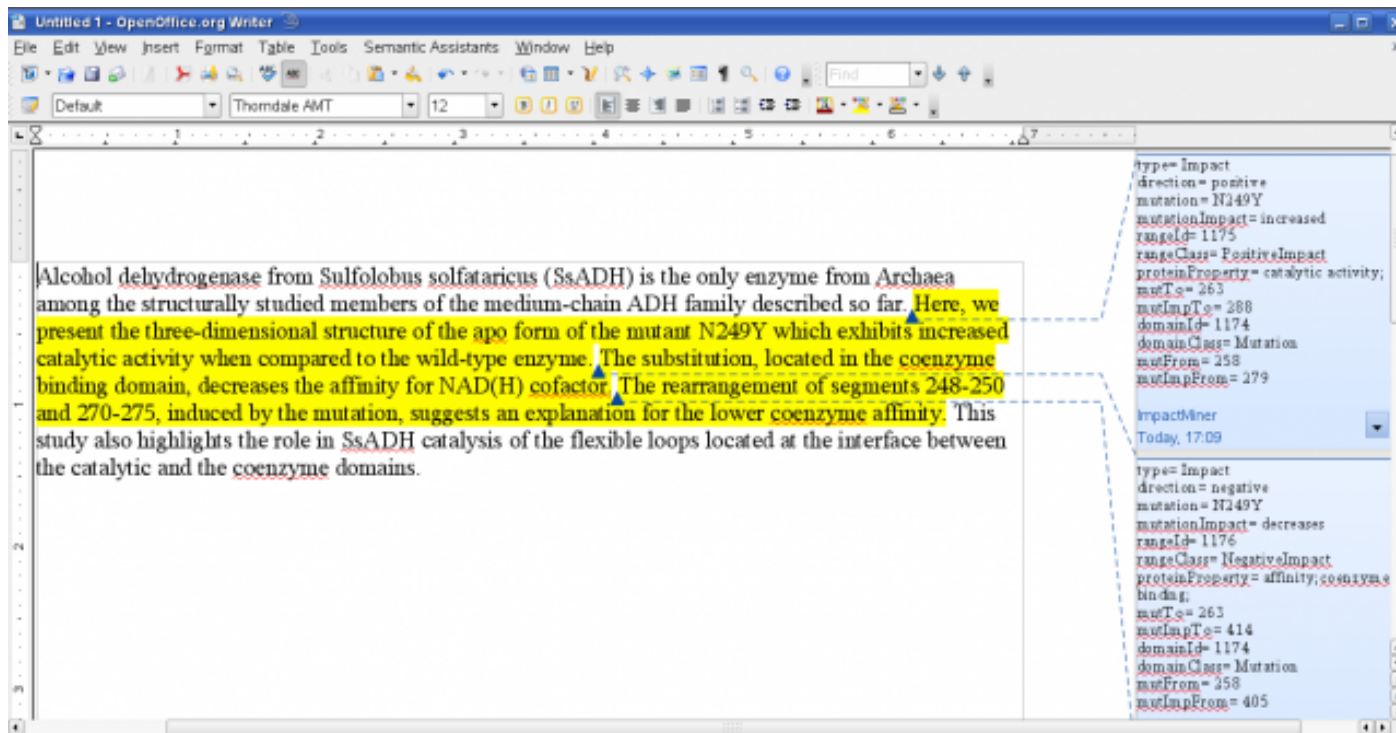 Untitled 1 - OpenOffice.org Writer
File Edit View Insert Format Table Tools Semantic Assistants Window Help
Find
Default Thorndale AMT 12
1 2 3 4 5 6 7
Alcohol dehydrogenase from Sulfolobus solfataricus (SsADH) is the only enzyme from Archaea
among the structurally studied members of the medium-chain ADH family described so far. Here, we
present the three-dimensional structure of the apo form of the mutant N249Y which exhibits increased
catalytic activity when compared to the wild-type enzyme. The substitution, located in the coenzyme
binding domain, decreases the affinity for NAD(H) cofactor. The rearrangement of segments 248-250
and 270-275, induced by the mutation, suggests an explanation for the lower coenzyme affinity. This
study also highlights the role in SsADH catalysis of the flexible loops located at the interface between
the catalytic and the coenzyme domains.
1
2
3
type= Impact
direction= positive
mutation= N249Y
mutationImpact= increased
rangeId= 1175
rangeClass= PositiveImpact
proteinProperty= catalytic activity;
mutTo= 263
mutImpTo= 288
domainId= 1174
domainClass= Mutation
mutFrom= 258
mutImpFrom= 279
ImpactMiner
Today, 17:09
type= Impact
direction= negative
mutation= N249Y
mutationImpact= decreases
rangeId= 1176
rangeClass= NegativeImpact
proteinProperty= affinity;coenzyme
binding;
mutTo= 263
mutImpTo= 414
domainId= 1174
domainClass= Mutation
mutFrom= 258
mutImpFrom= 405